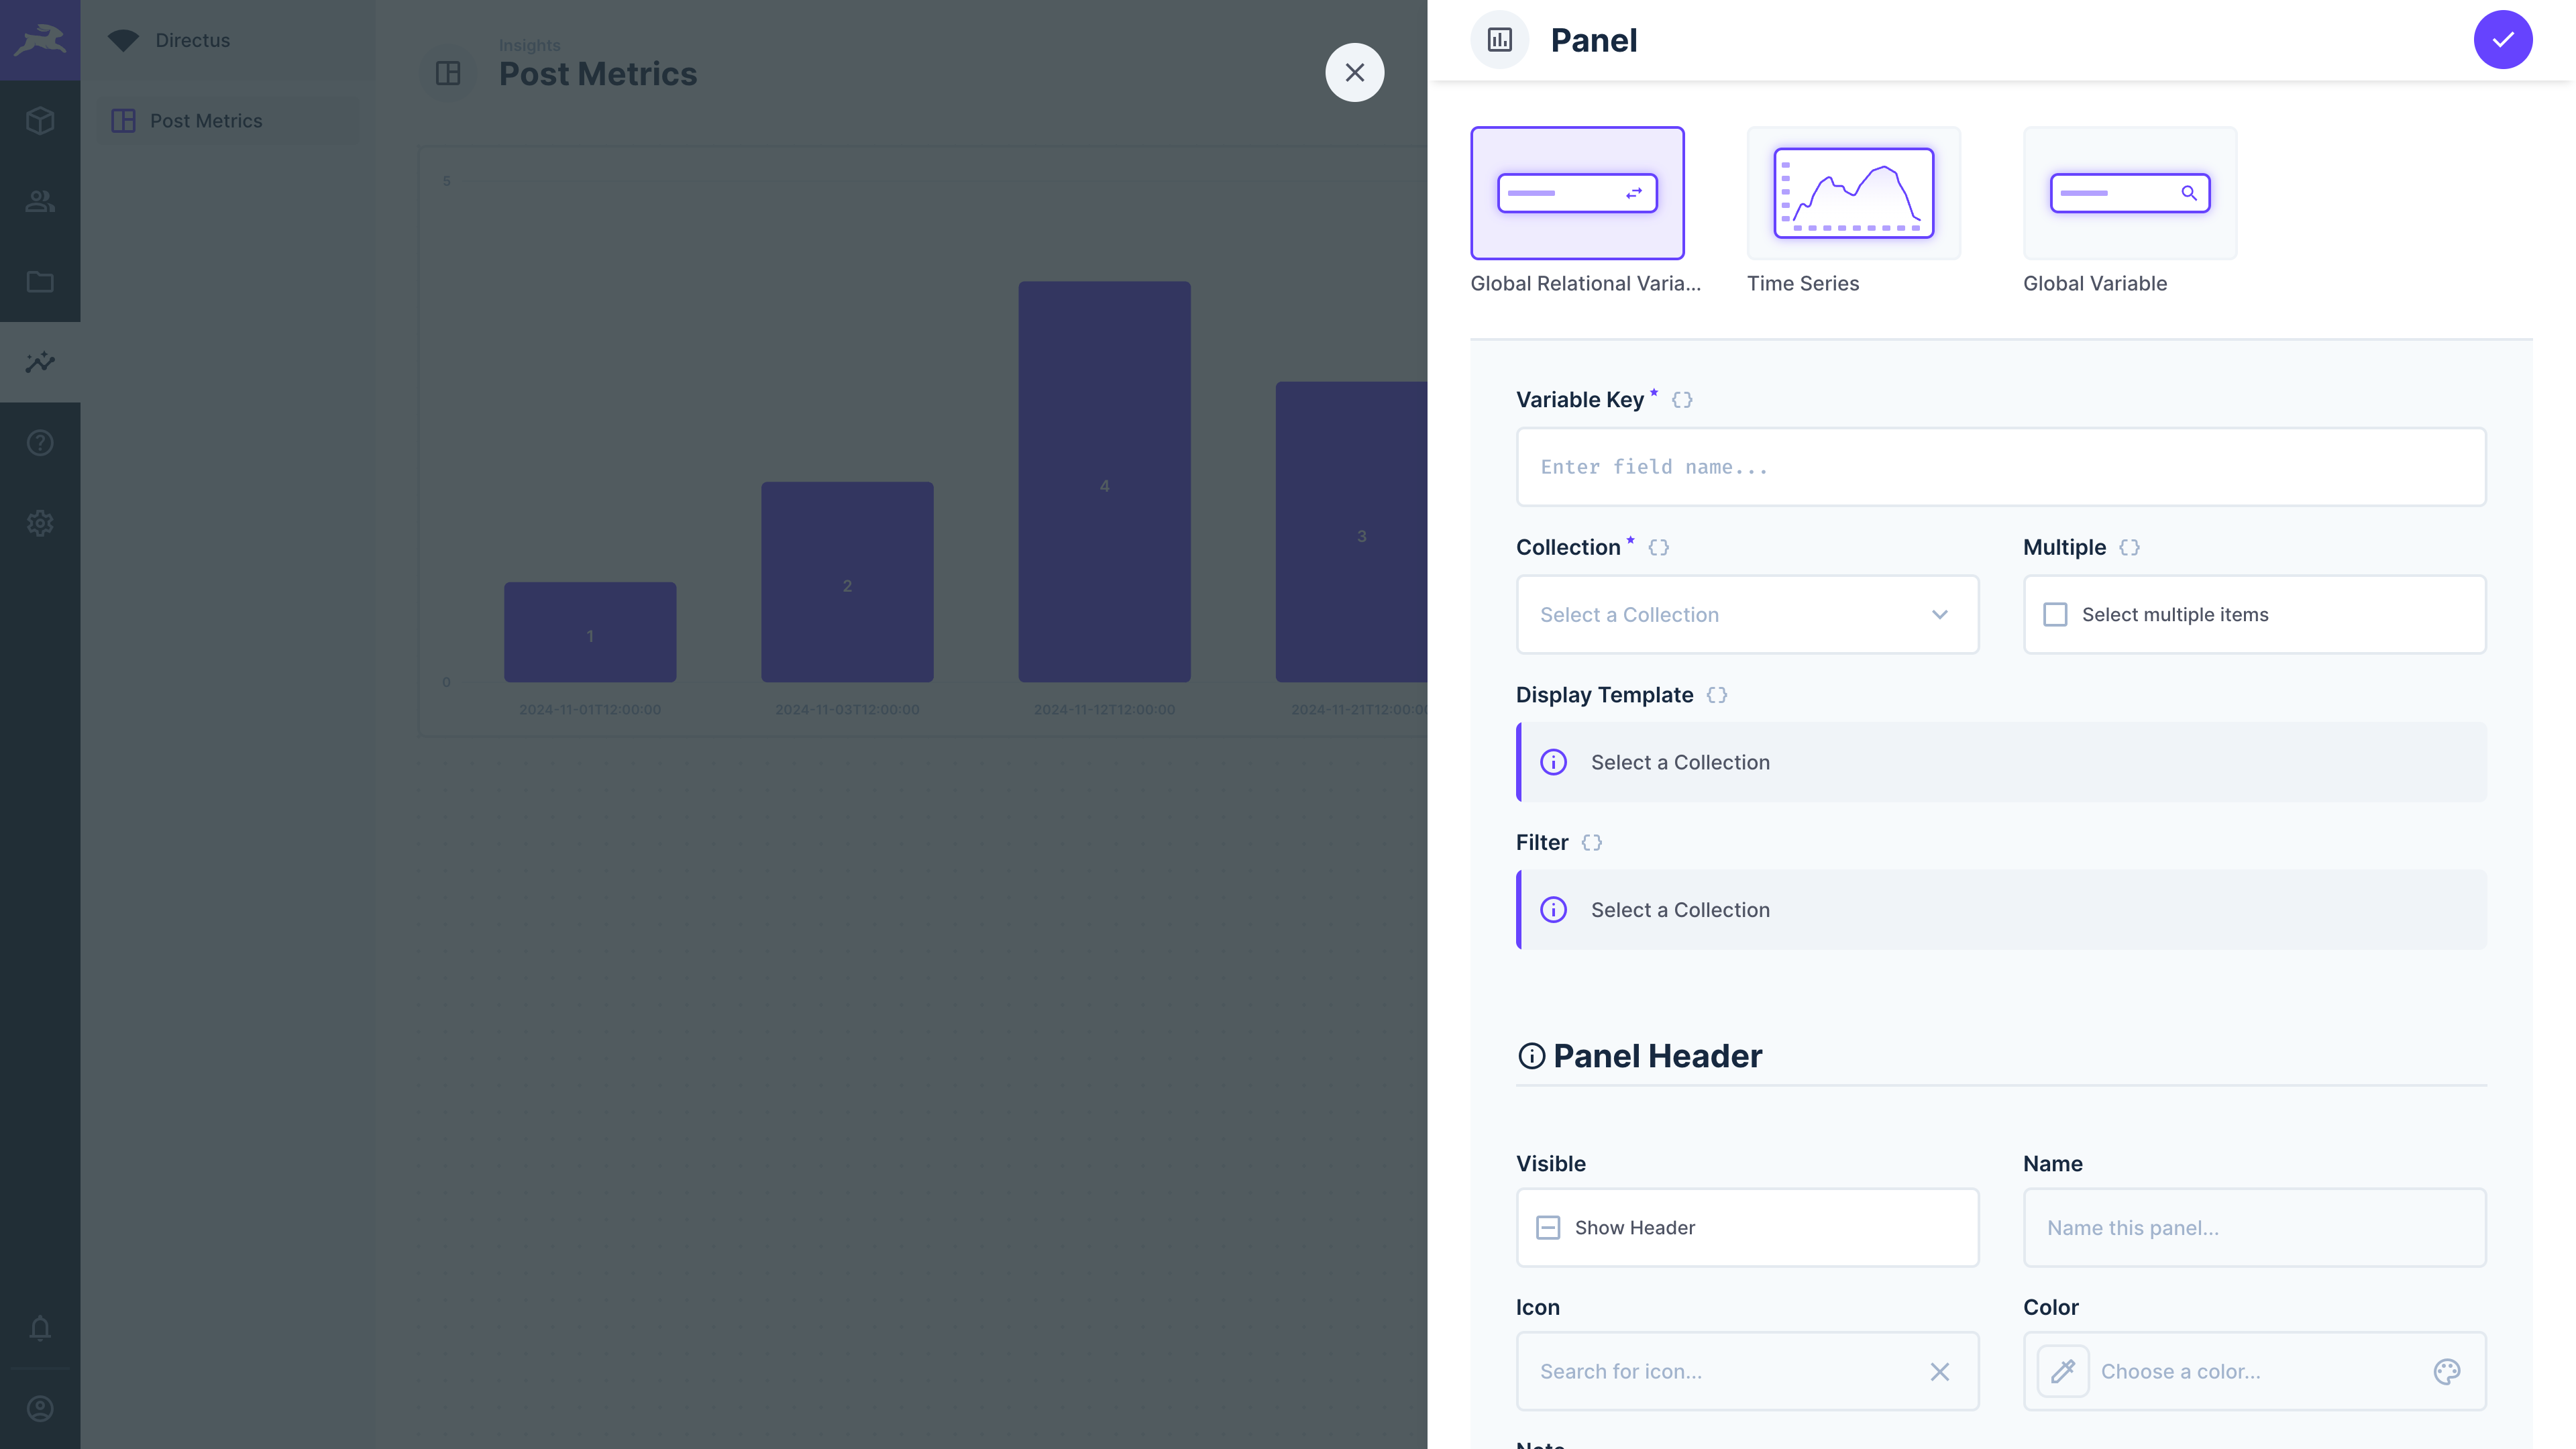 Directus
Post Metrics
Insights
Post Metrics
5
0
1
2
4
3
2024-11-01T12:00:00
2024-11-03T12:00:00
2024-11-12T12:00:00
2024-11-21T12:00:0
Panel
Global Relational Varia...
Time Series
Global Variable
Variable Key *
Enter field name...
Collection *
Multiple
Select a Collection
Select multiple items
Display Template
Select a Collection
Filter
Select a Collection
Panel Header
Visible
Name
Show Header
Name this panel...
Icon
Color
Search for icon...
Choose a color...